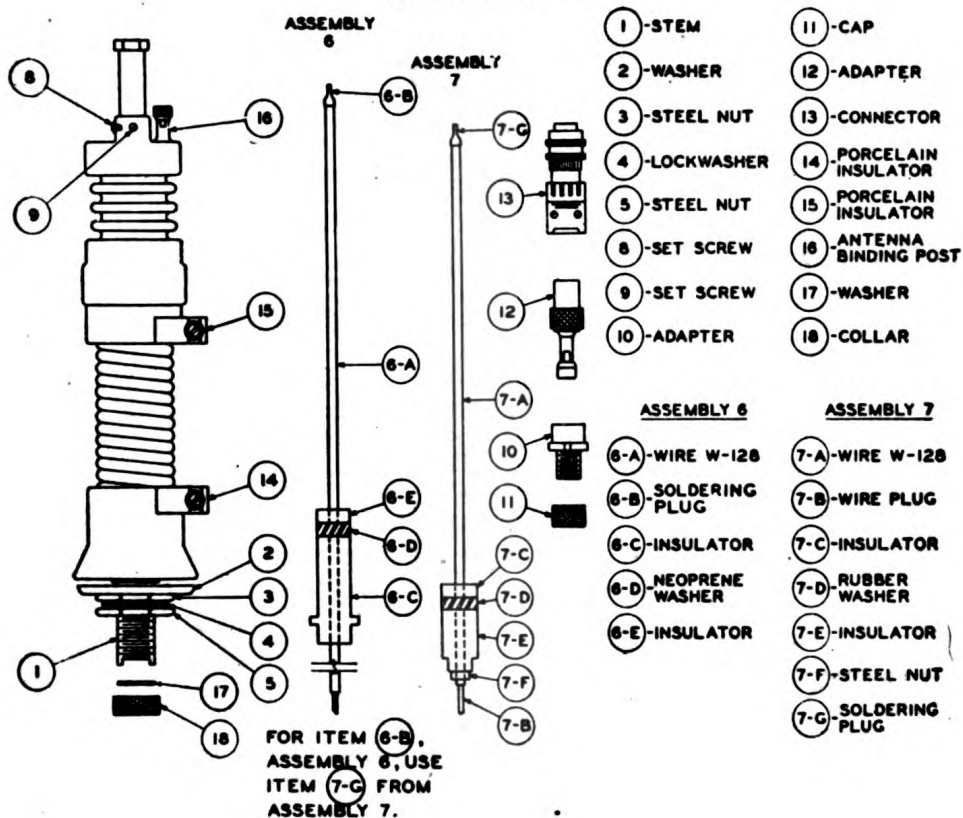 ASSEMBLY
6
ASSEMBLY
7
8
9
16
15
14
2
3
4
5
1
17
18
6-B
6-A
6-E
6-D
6-C
7-G
7-A
7-C
7-D
7-E
7-F
7-B
13
12
10
11
FOR ITEM 6-B,
ASSEMBLY 6, USE
ITEM 7-G FROM
ASSEMBLY 7.
1 -STEM
2 -WASHER
3 -STEEL NUT
4 -LOCKWASHER
5 -STEEL NUT
8 -SET SCREW
9 -SET SCREW
10 -ADAPTER
11 -CAP
12 -ADAPTER
13 -CONNECTOR
14 -PORCELAIN
INSULATOR
15 -PORCELAIN
INSULATOR
16 -ANTENNA
BINDING POST
17 -WASHER
18 -COLLAR
ASSEMBLY 6
6-A -WIRE W-128
6-B -SOLDERING
PLUG
6-C -INSULATOR
6-D -NEOPRENE
WASHER
6-E -INSULATOR
ASSEMBLY 7
7-A -WIRE W-128
7-B -WIRE PLUG
7-C -INSULATOR
7-D -RUBBER
WASHER
7-E -INSULATOR
7-F -STEEL NUT
7-G -SOLDERING
PLUG